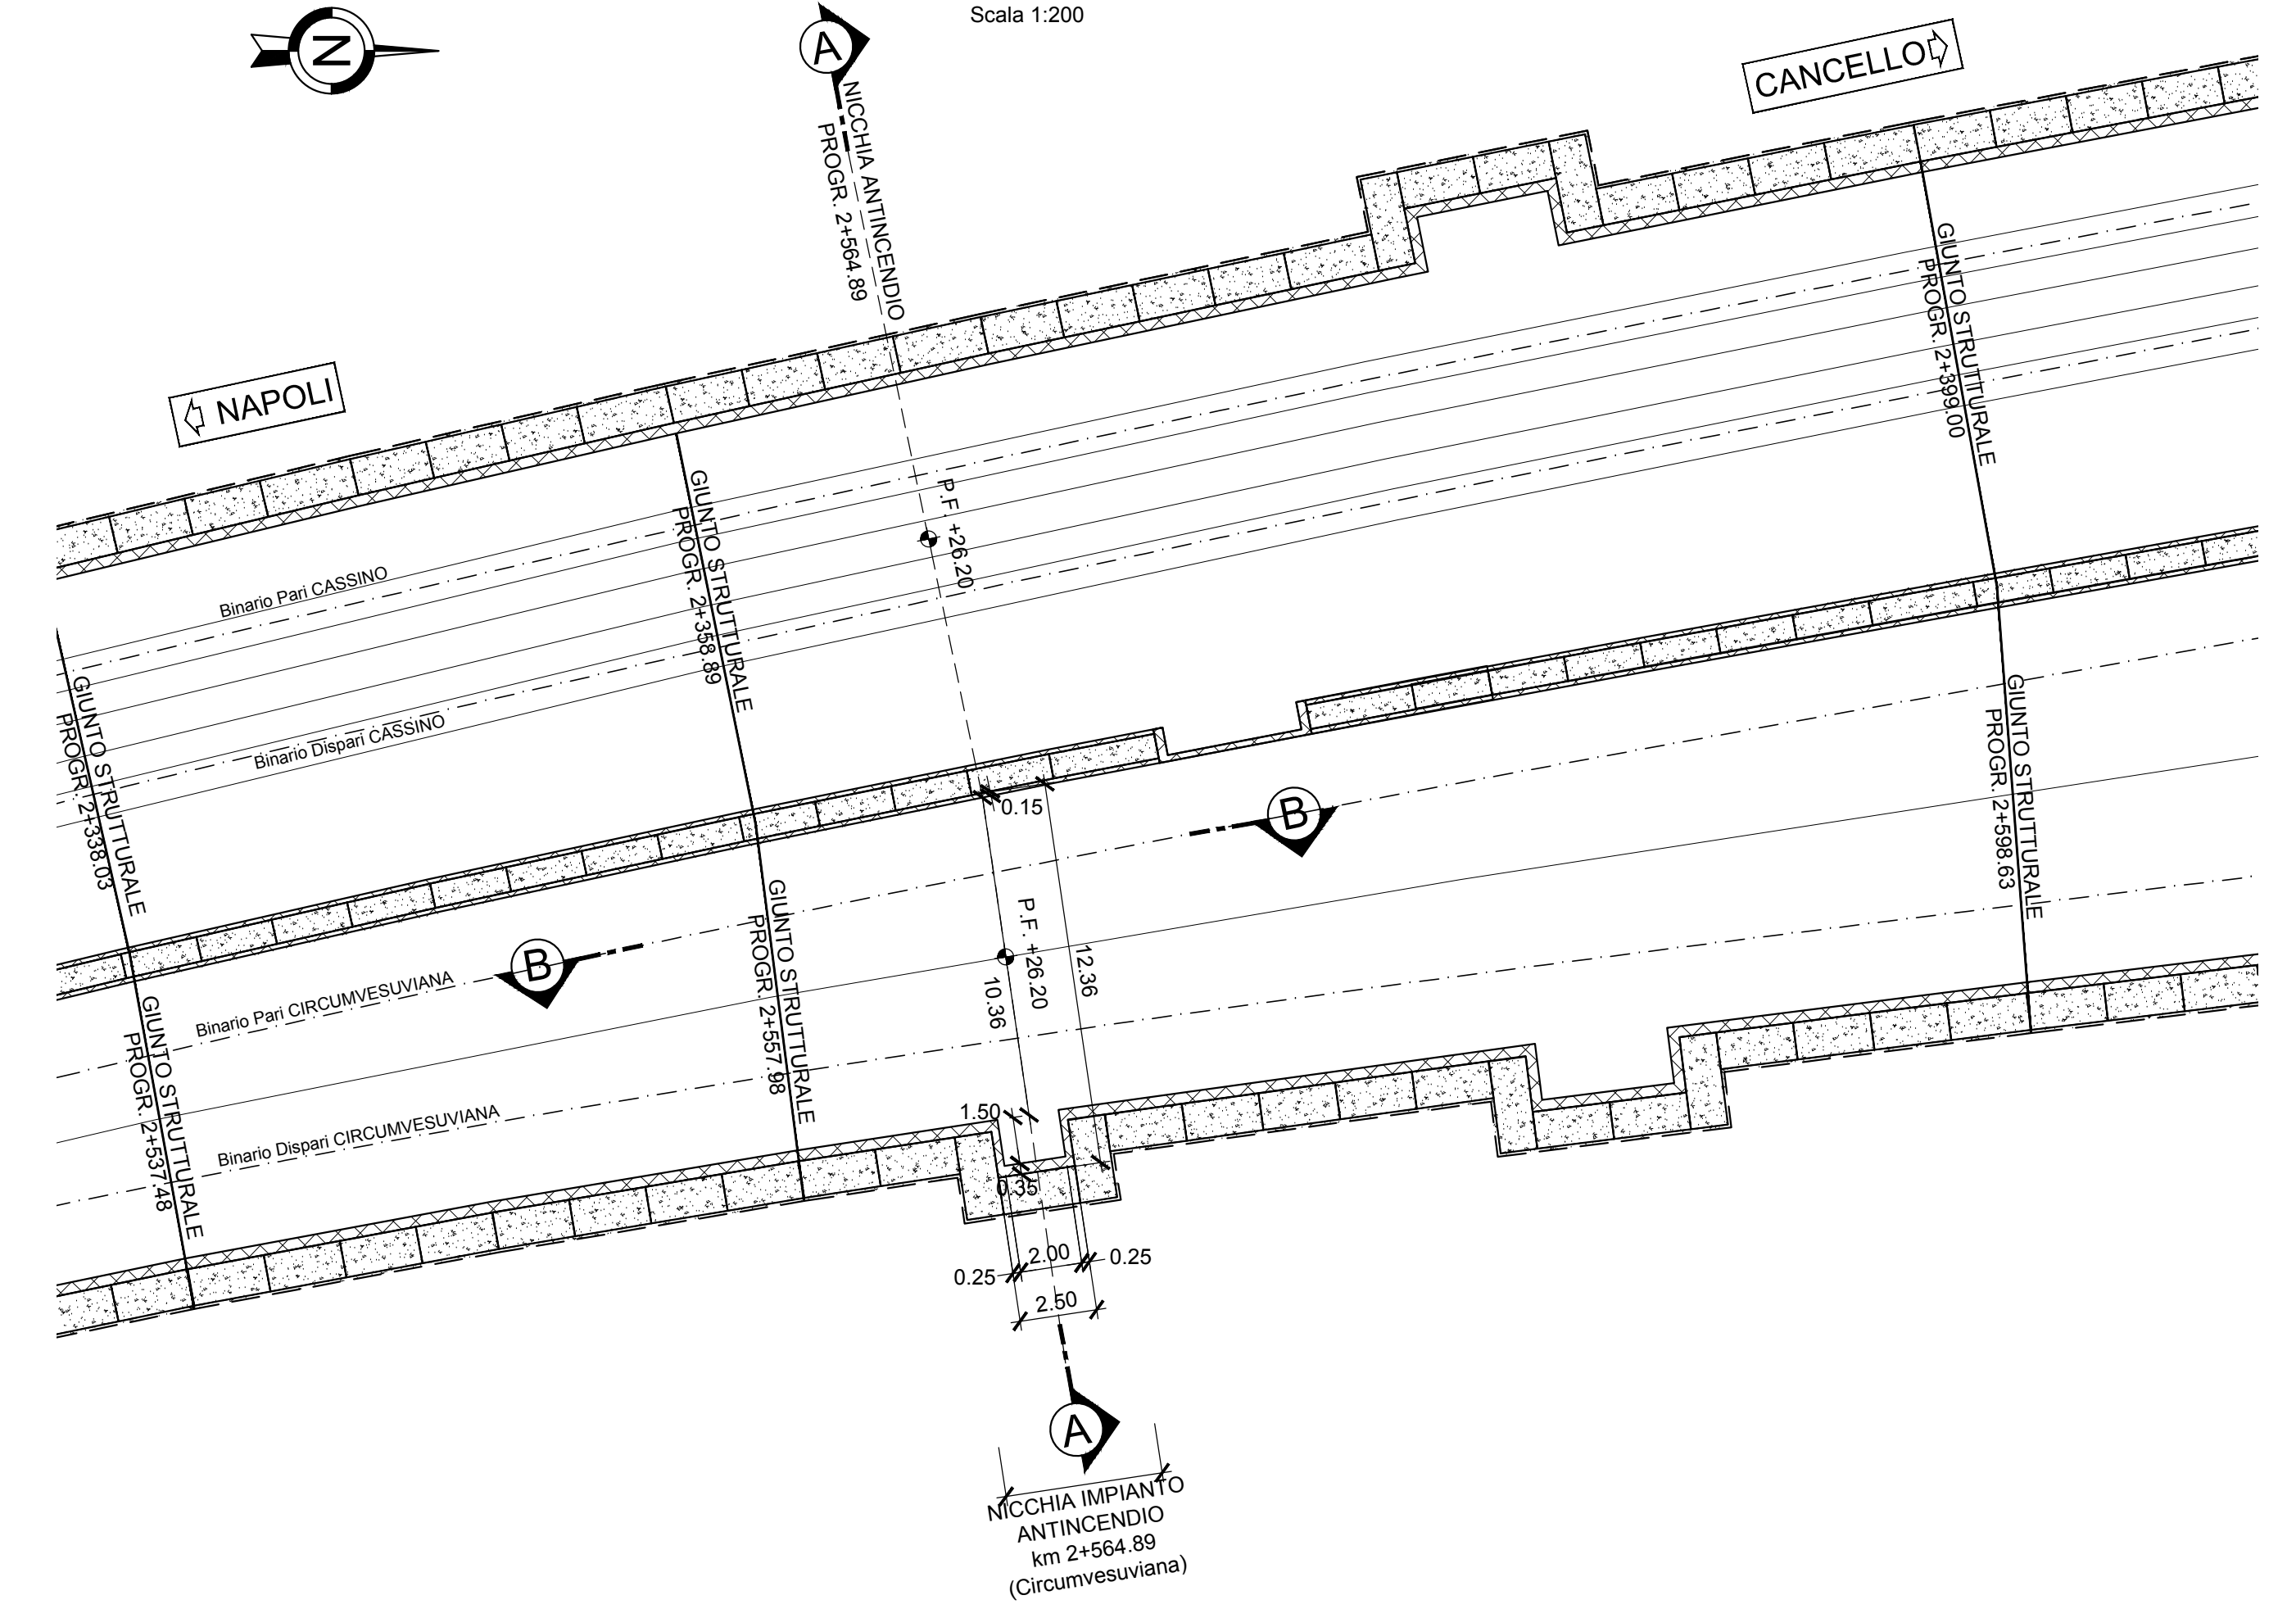 Scala 1:200
N
A
NICCHIA ANTINCENDIO
PROGR. 2+564.89
CANCELLO
NAPOLI
GIUNTO STRUTTURALE
PROGR. 2+399.00
GIUNTO STRUTTURALE
PROGR. 2+358.89
P.F. +26.20
Binario Pari CASSINO
Binario Dispari CASSINO
GIUNTO STRUTTURALE
PROGR. 2+338.03
GIUNTO STRUTTURALE
PROGR. 2+598.63
0.15
B
B
GIUNTO STRUTTURALE
PROGR. 2+557.98
P.F. +26.20
12.36
10.36
Binario Pari CIRCUMVESUVIANA
GIUNTO STRUTTURALE
PROGR. 2+537.48
Binario Dispari CIRCUMVESUVIANA
1.50
0.35
2.00
0.25
0.25
2.50
A
NICCHIA IMPIANTO
ANTINCENDIO
km 2+564.89
(Circumvesuviana)